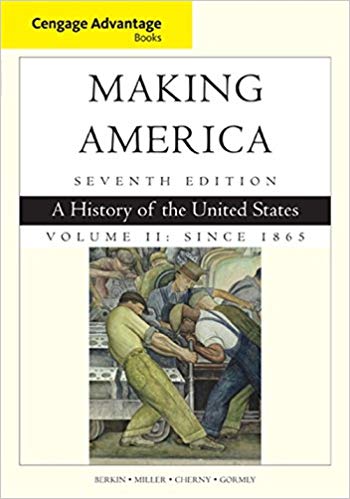 Cengage Advantage
Books
MAKING
AMERICA
SEVENTH EDITION
A History of the United States
VOLUME II: SINCE 1865
BERKIN • MILLER • CHERNY • GORMLY